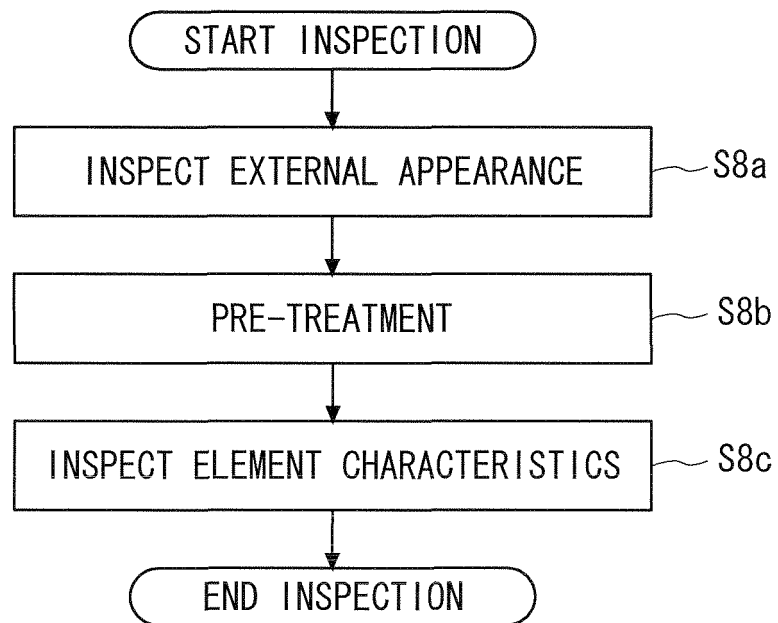 START INSPECTION
INSPECT EXTERNAL APPEARANCE
S8a
PRE-TREATMENT
S8b
INSPECT ELEMENT CHARACTERISTICS
S8c
END INSPECTION